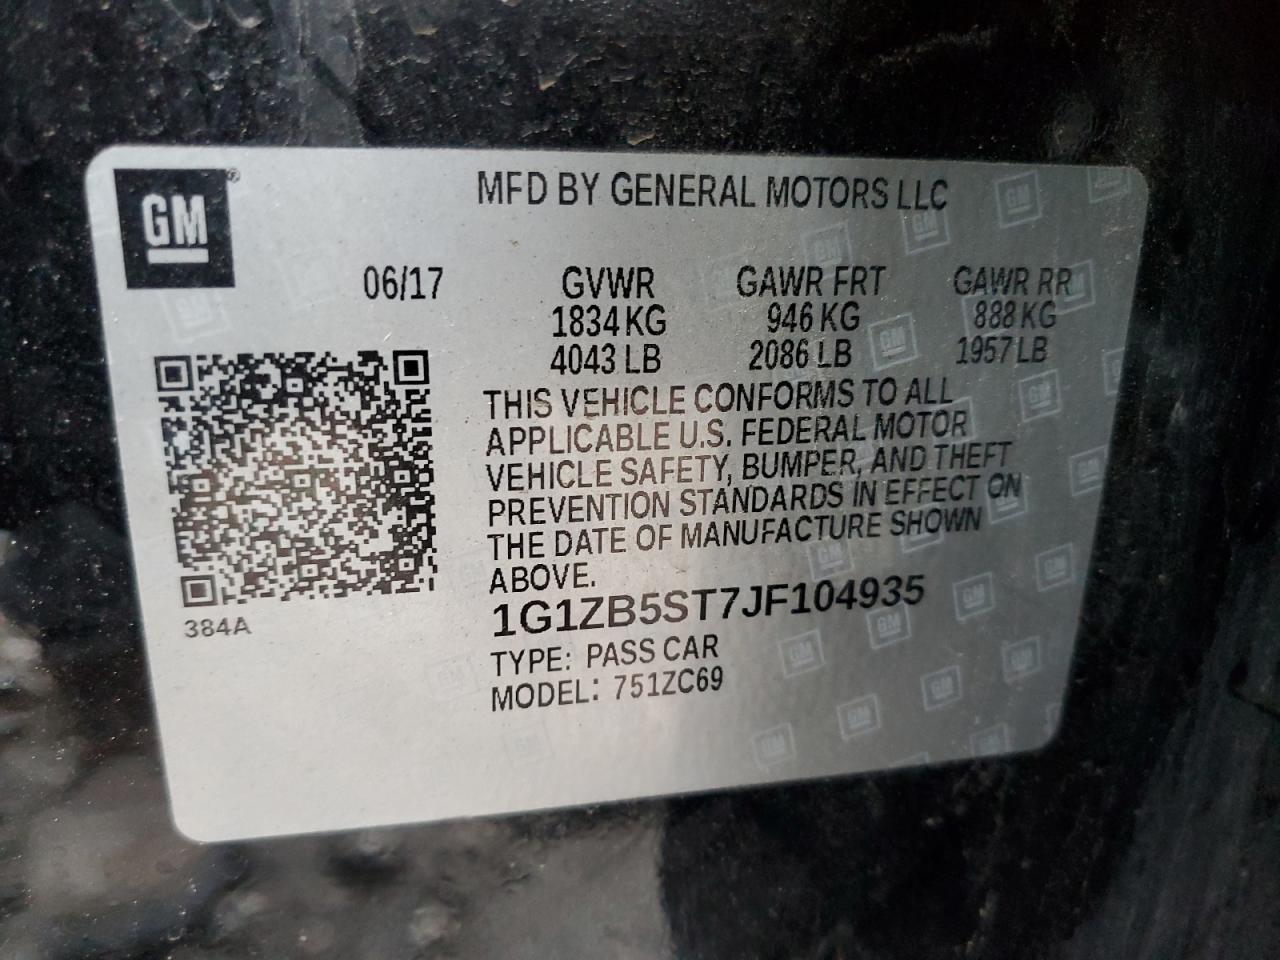 GM®
MFD BY GENERAL MOTORS LLC
06/17 GVWR GAWR FRT GAWR RR
1834 KG 946 KG 888 KG
4043 LB 2086 LB 1957 LB
THIS VEHICLE CONFORMS TO ALL
APPLICABLE U.S. FEDERAL MOTOR
VEHICLE SAFETY, BUMPER, AND THEFT
PREVENTION STANDARDS IN EFFECT ON
THE DATE OF MANUFACTURE SHOWN
ABOVE.
384A
1G1ZB5ST7JF104935
TYPE: PASS CAR
MODEL: 751ZC69